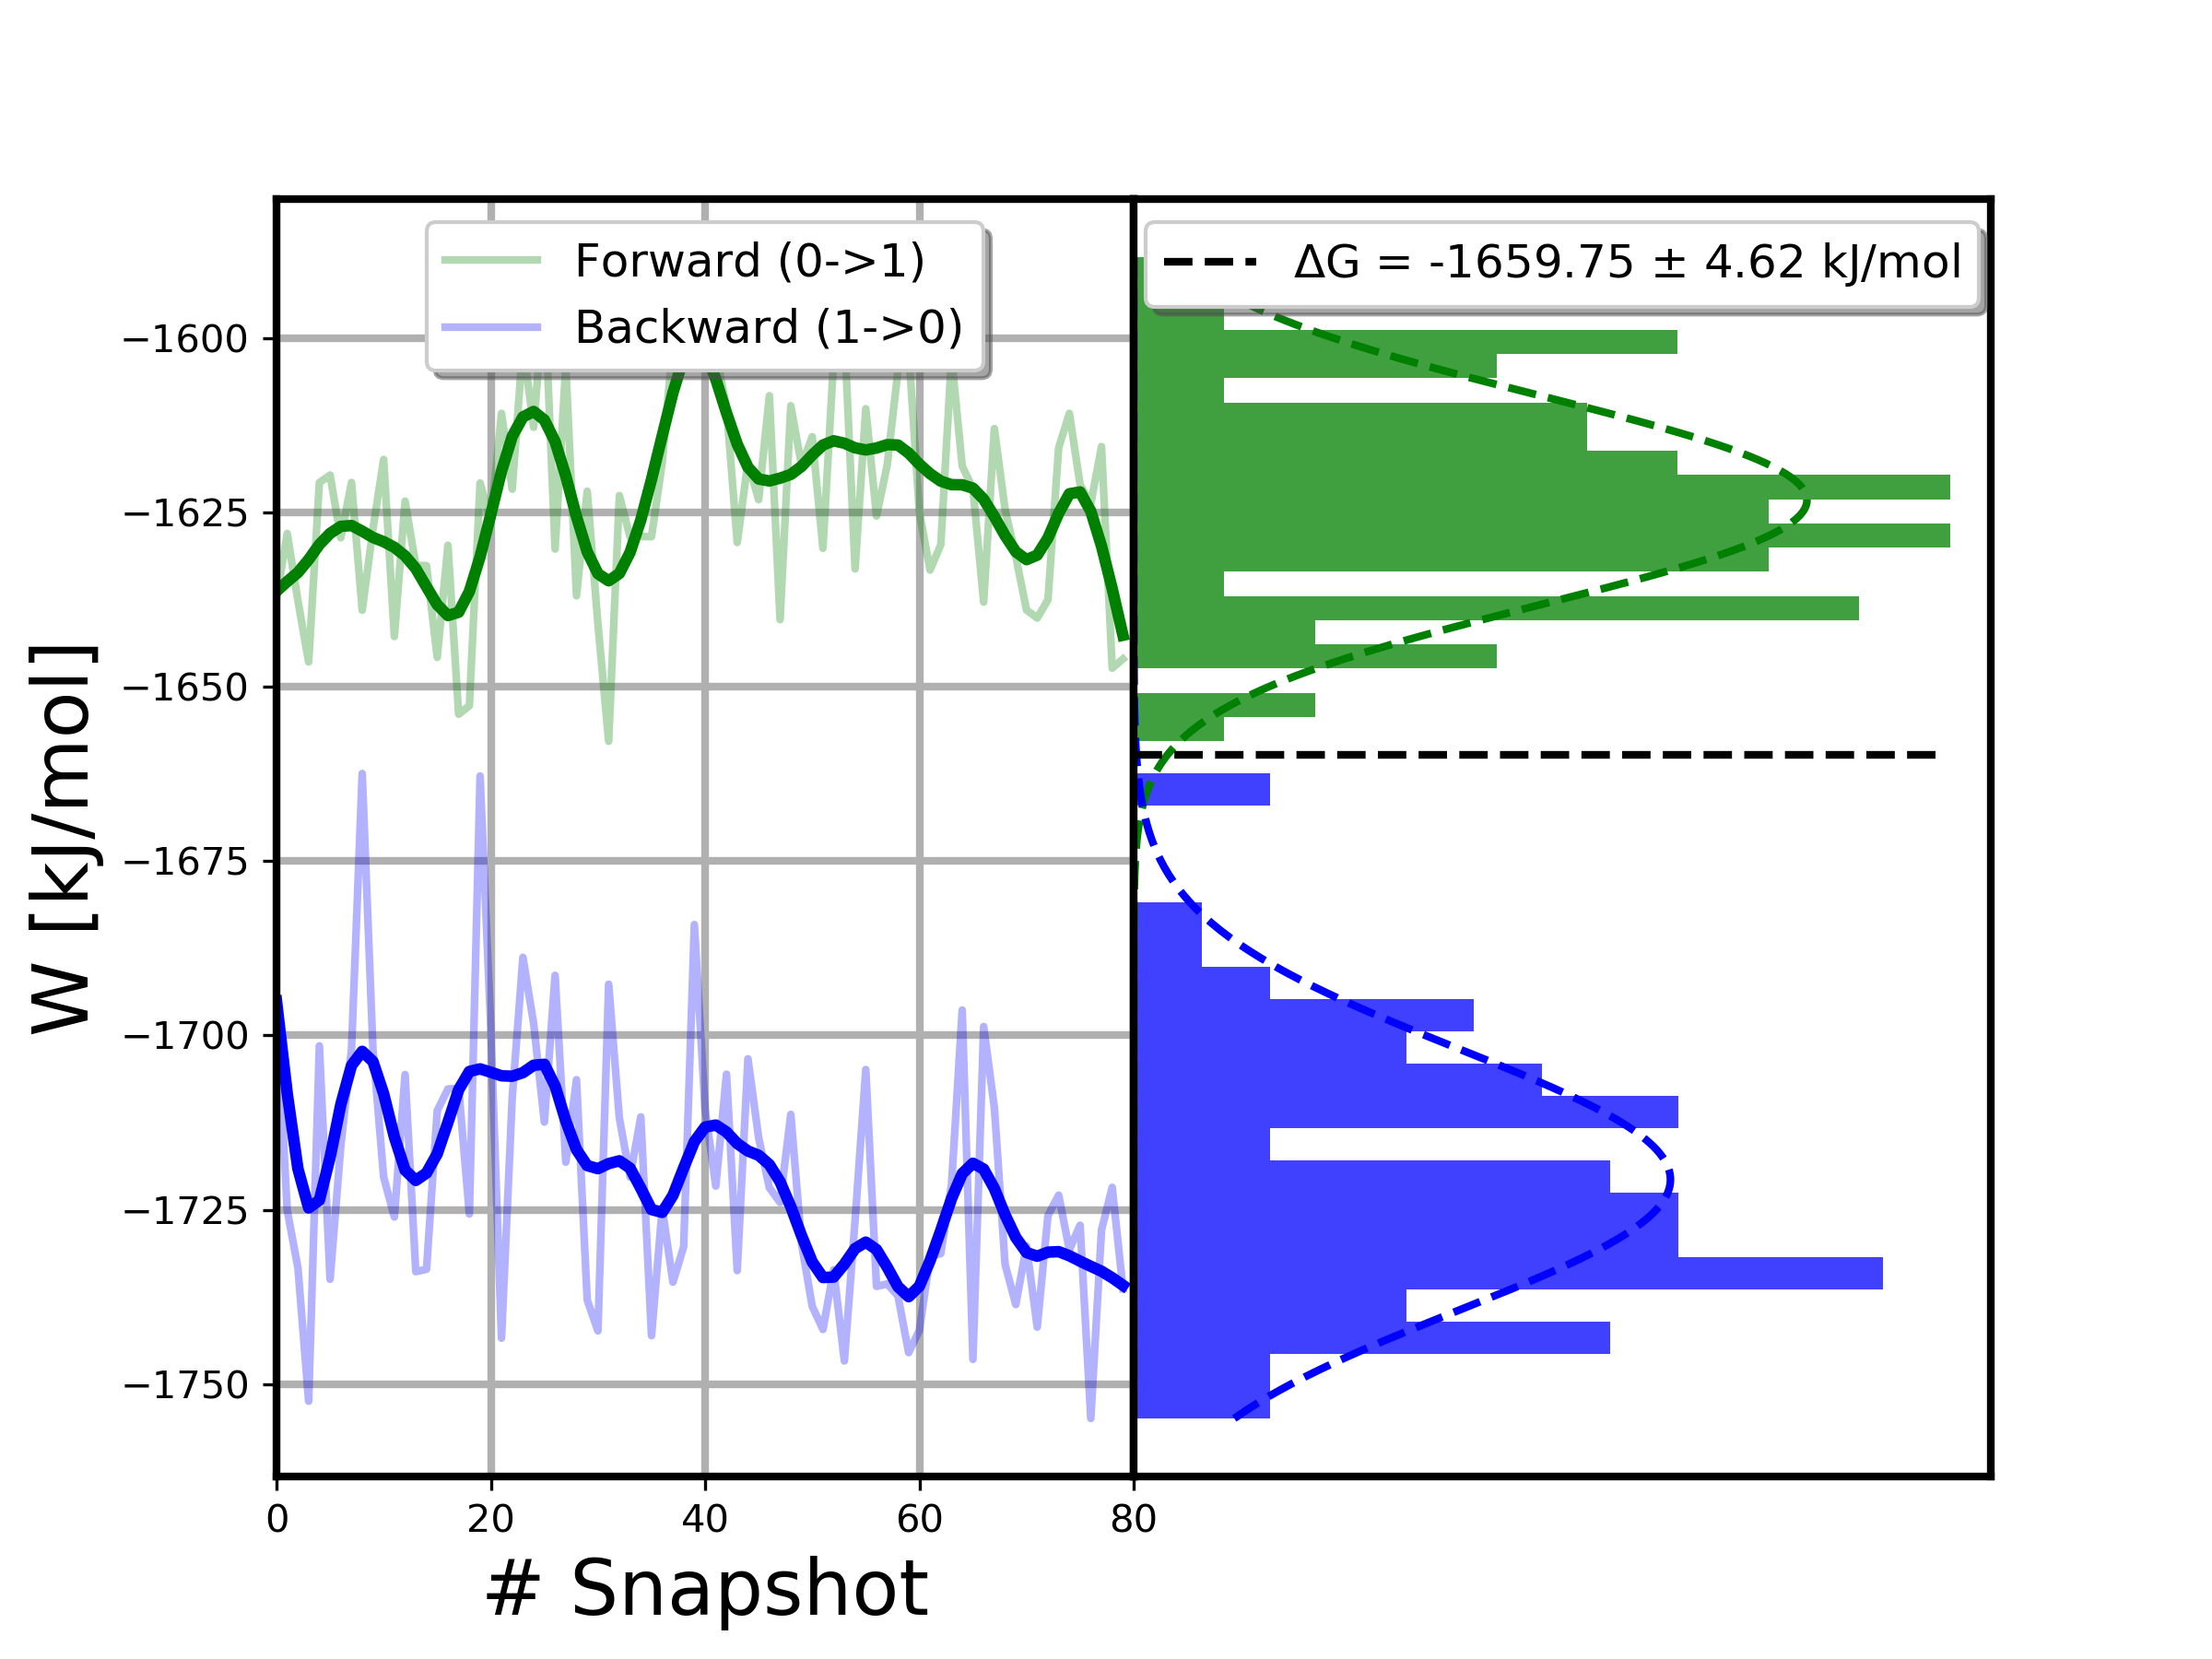 Forward (0->1)
Backward (1->0)
ΔG = -1659.75 ± 4.62 kJ/mol
W [kJ/mol]
−1600
−1625
−1650
−1675
−1700
−1725
−1750
0 20 40 60 80
# Snapshot